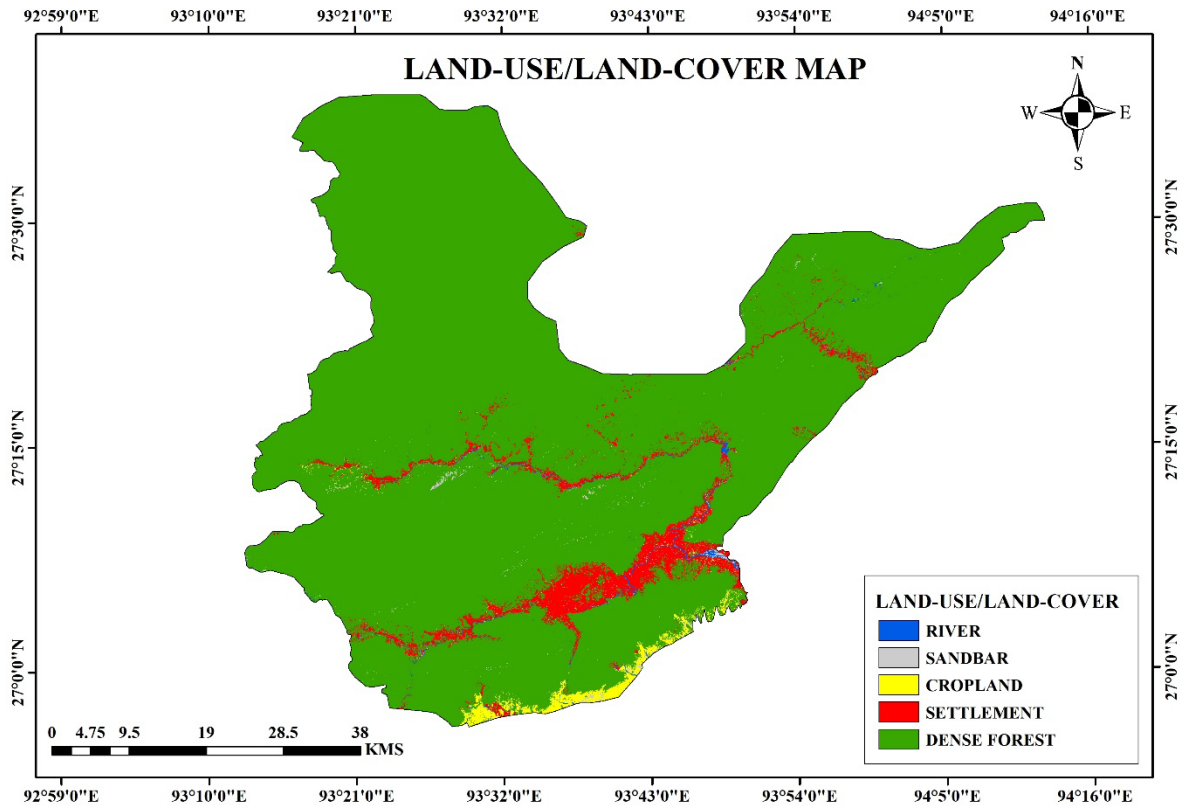 92°59'0"E 93°10'0"E 93°21'0"E 93°32'0"E 93°43'0"E 93°54'0"E 94°5'0"E 94°16'0"E
LAND-USE/LAND-COVER MAP
N
W E
S
27°30'0"N 27°30'0"N
27°15'0"N 27°15'0"N
27°0'0"N 27°0'0"N
LAND-USE/LAND-COVER
RIVER
SANDBAR
CROPLAND
SETTLEMENT
DENSE FOREST
0 4.75 9.5 19 28.5 38
KMS
92°59'0"E 93°10'0"E 93°21'0"E 93°32'0"E 93°43'0"E 93°54'0"E 94°5'0"E 94°16'0"E